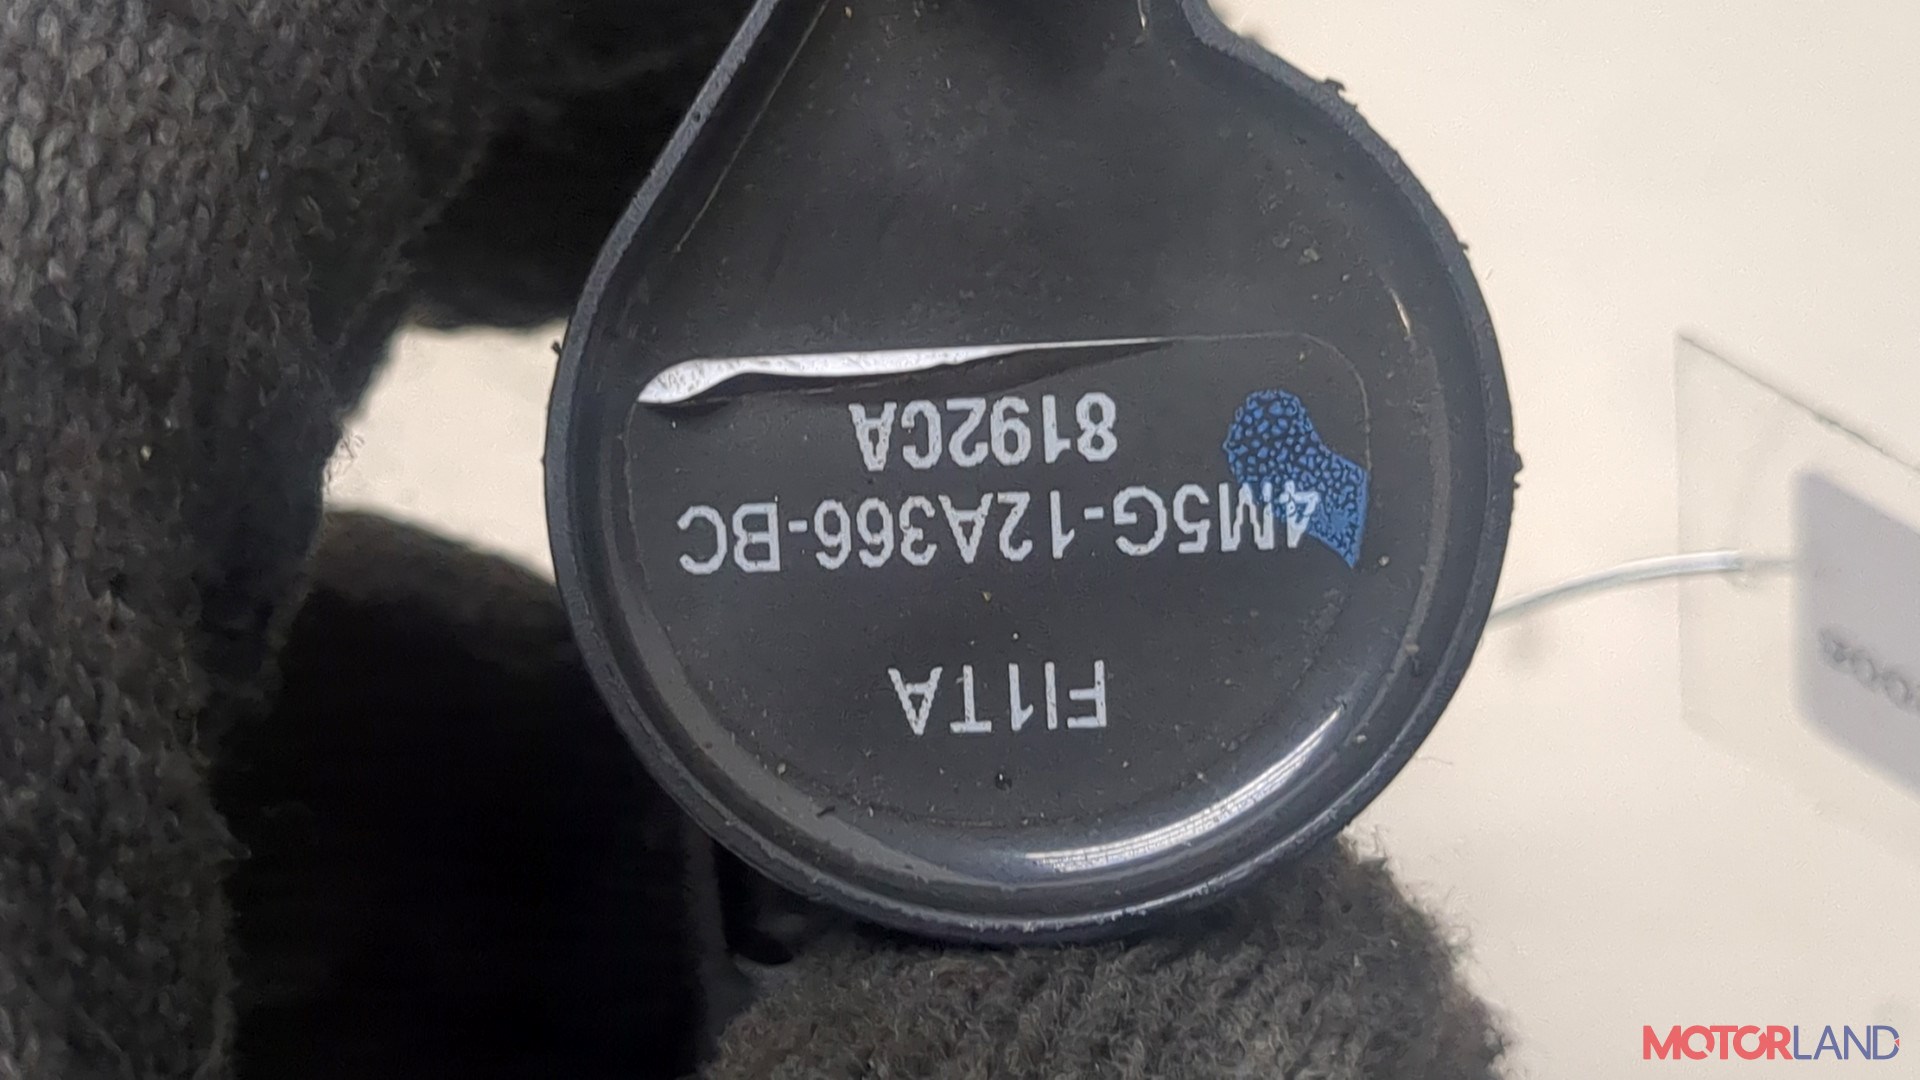 FI1TA
4M5G-12A366-BC
8192CA
MOTORLAND